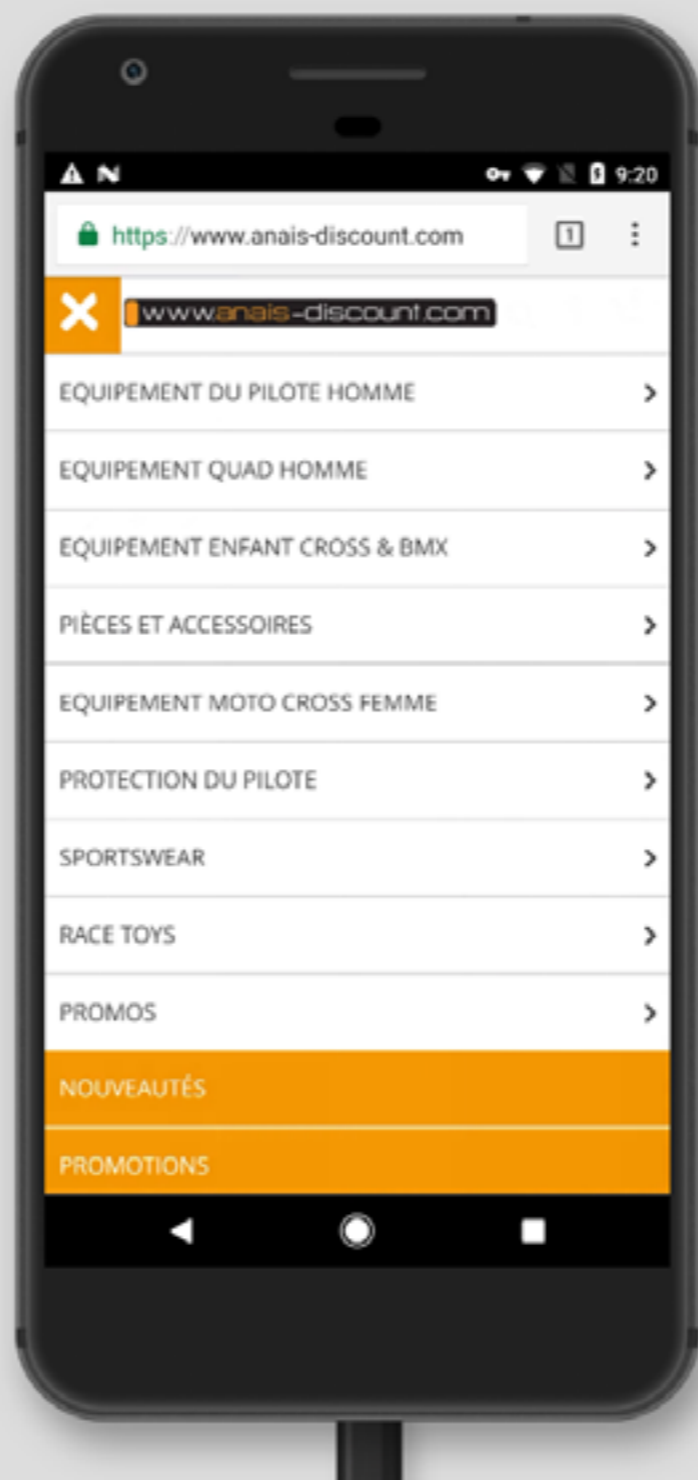 9:20
https://www.anais-discount.com
1
www.anais-discount.com
EQUIPEMENT DU PILOTE HOMME
EQUIPEMENT QUAD HOMME
EQUIPEMENT ENFANT CROSS & BMX
PIÈCES ET ACCESSOIRES
EQUIPEMENT MOTO CROSS FEMME
PROTECTION DU PILOTE
SPORTSWEAR
RACE TOYS
PROMOS
NOUVEAUTÉS
PROMOTIONS